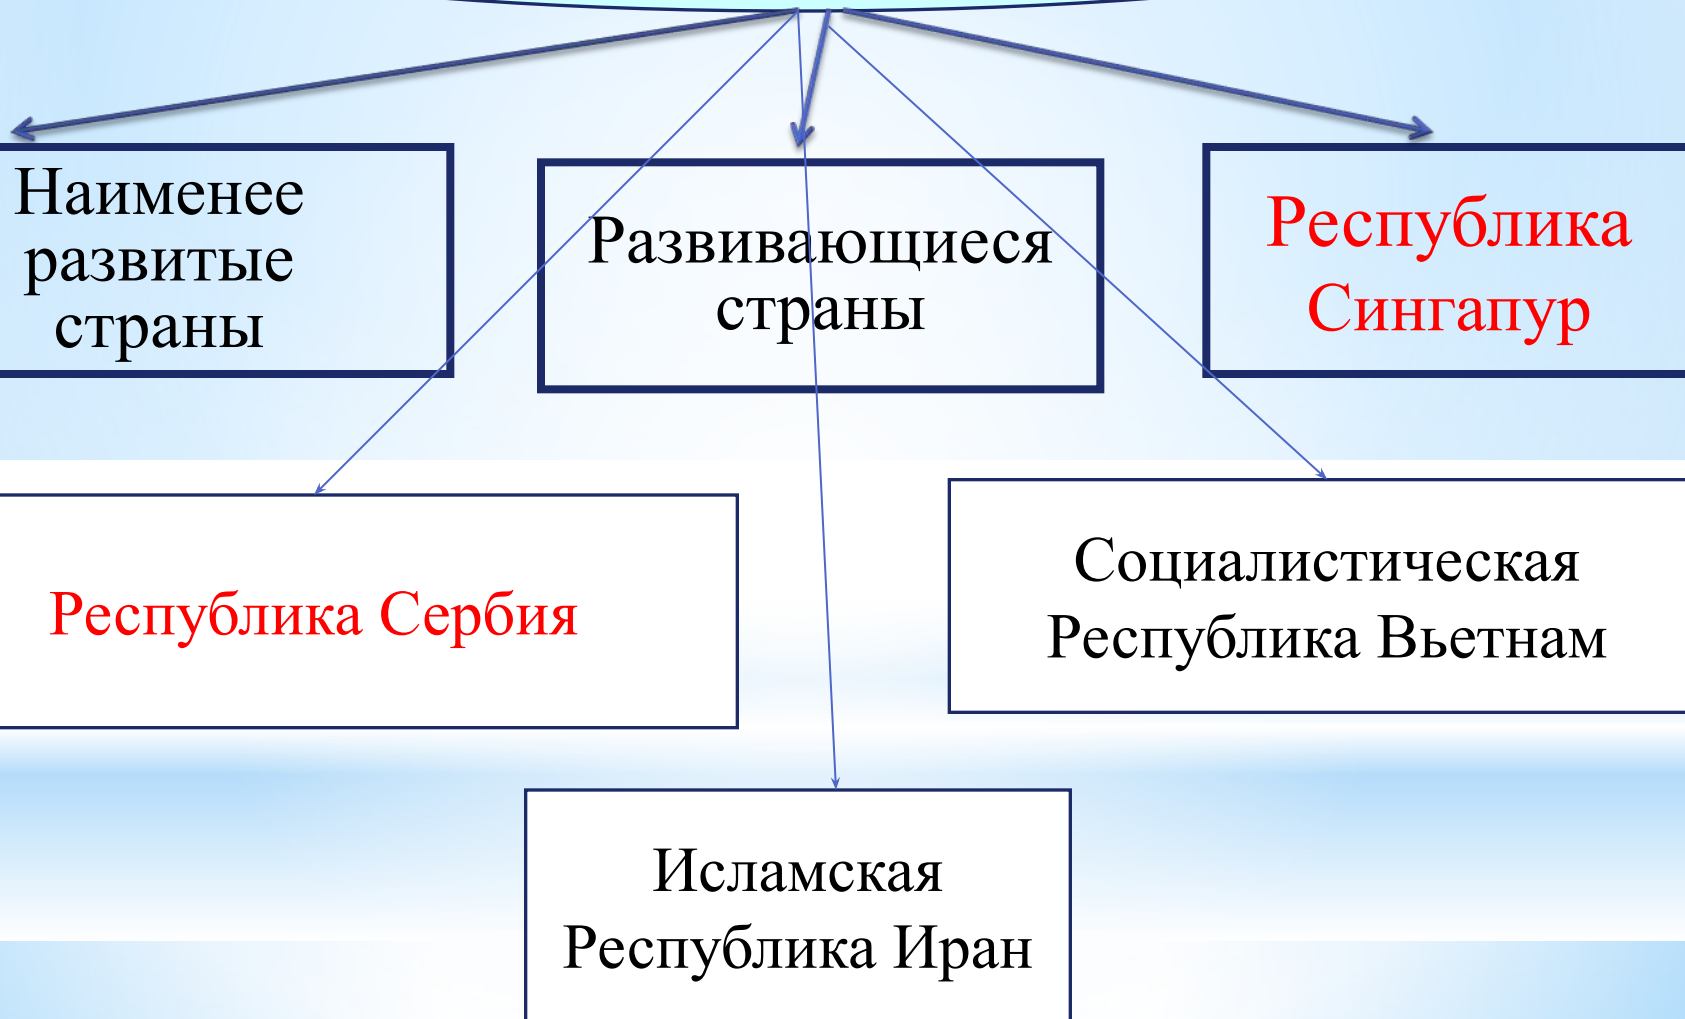 Наименее
развитые
страны
Развивающиеся
страны
Республика
Сингапур
Республика Сербия
Социалистическая
Республика Вьетнам
Исламская
Республика Иран